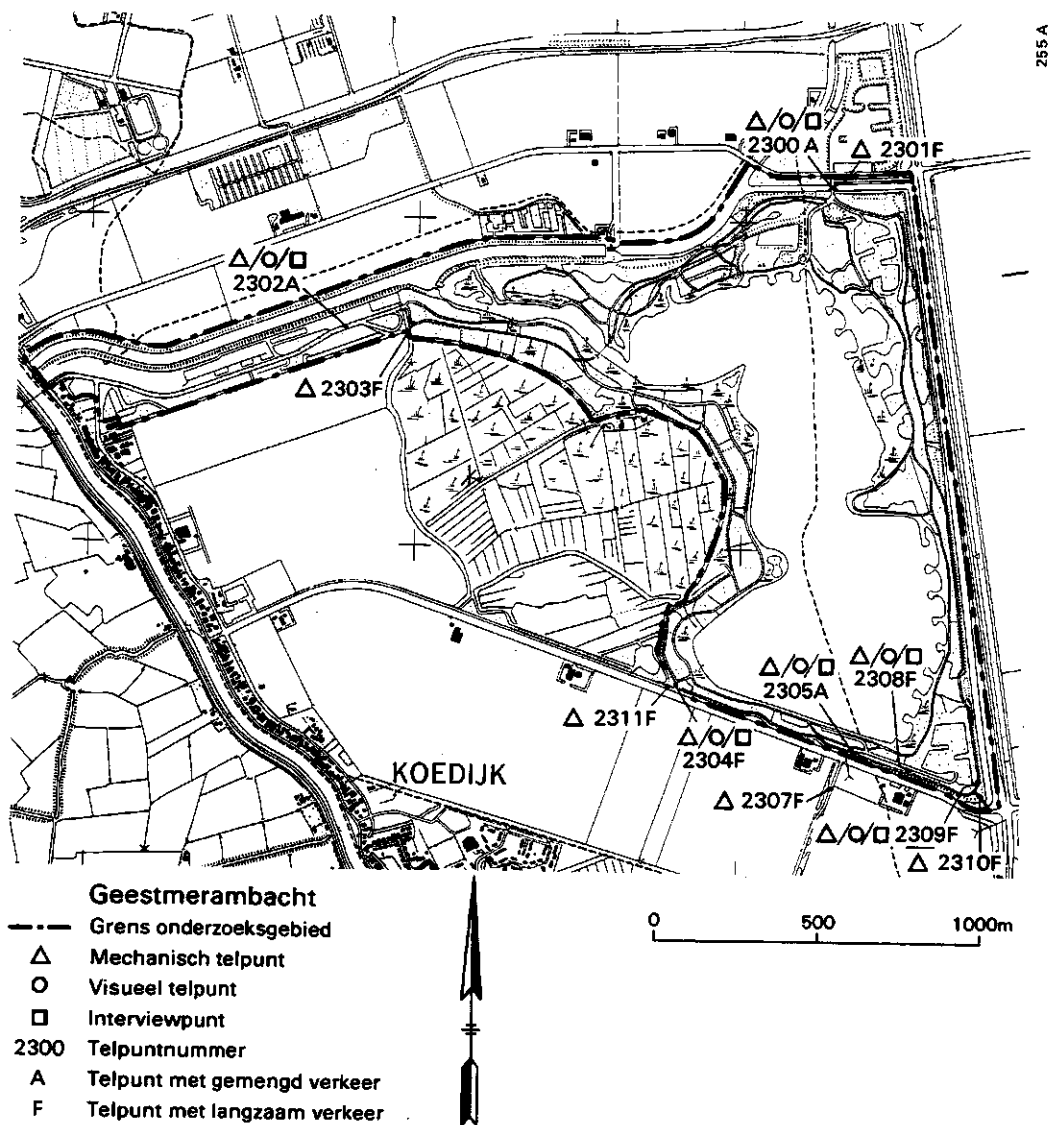 255 A
△/○/□
2300 A
△ 2301F
△/○/□
2302A
△ 2303F
△/○/□
2305A
△/○/□
2308F
△ 2311F
△/○/□
2304F
KOEDIJK
△ 2307F
△/○/□ 2309F
△ 2310F
Geestmerambacht
Grens onderzoeksgebied
△ Mechanisch telpunt
○ Visueel telpunt
□ Interviewpunt
2300 Telpuntnummer
A Telpunt met gemengd verkeer
F Telpunt met langzaam verkeer
0 500 1000m